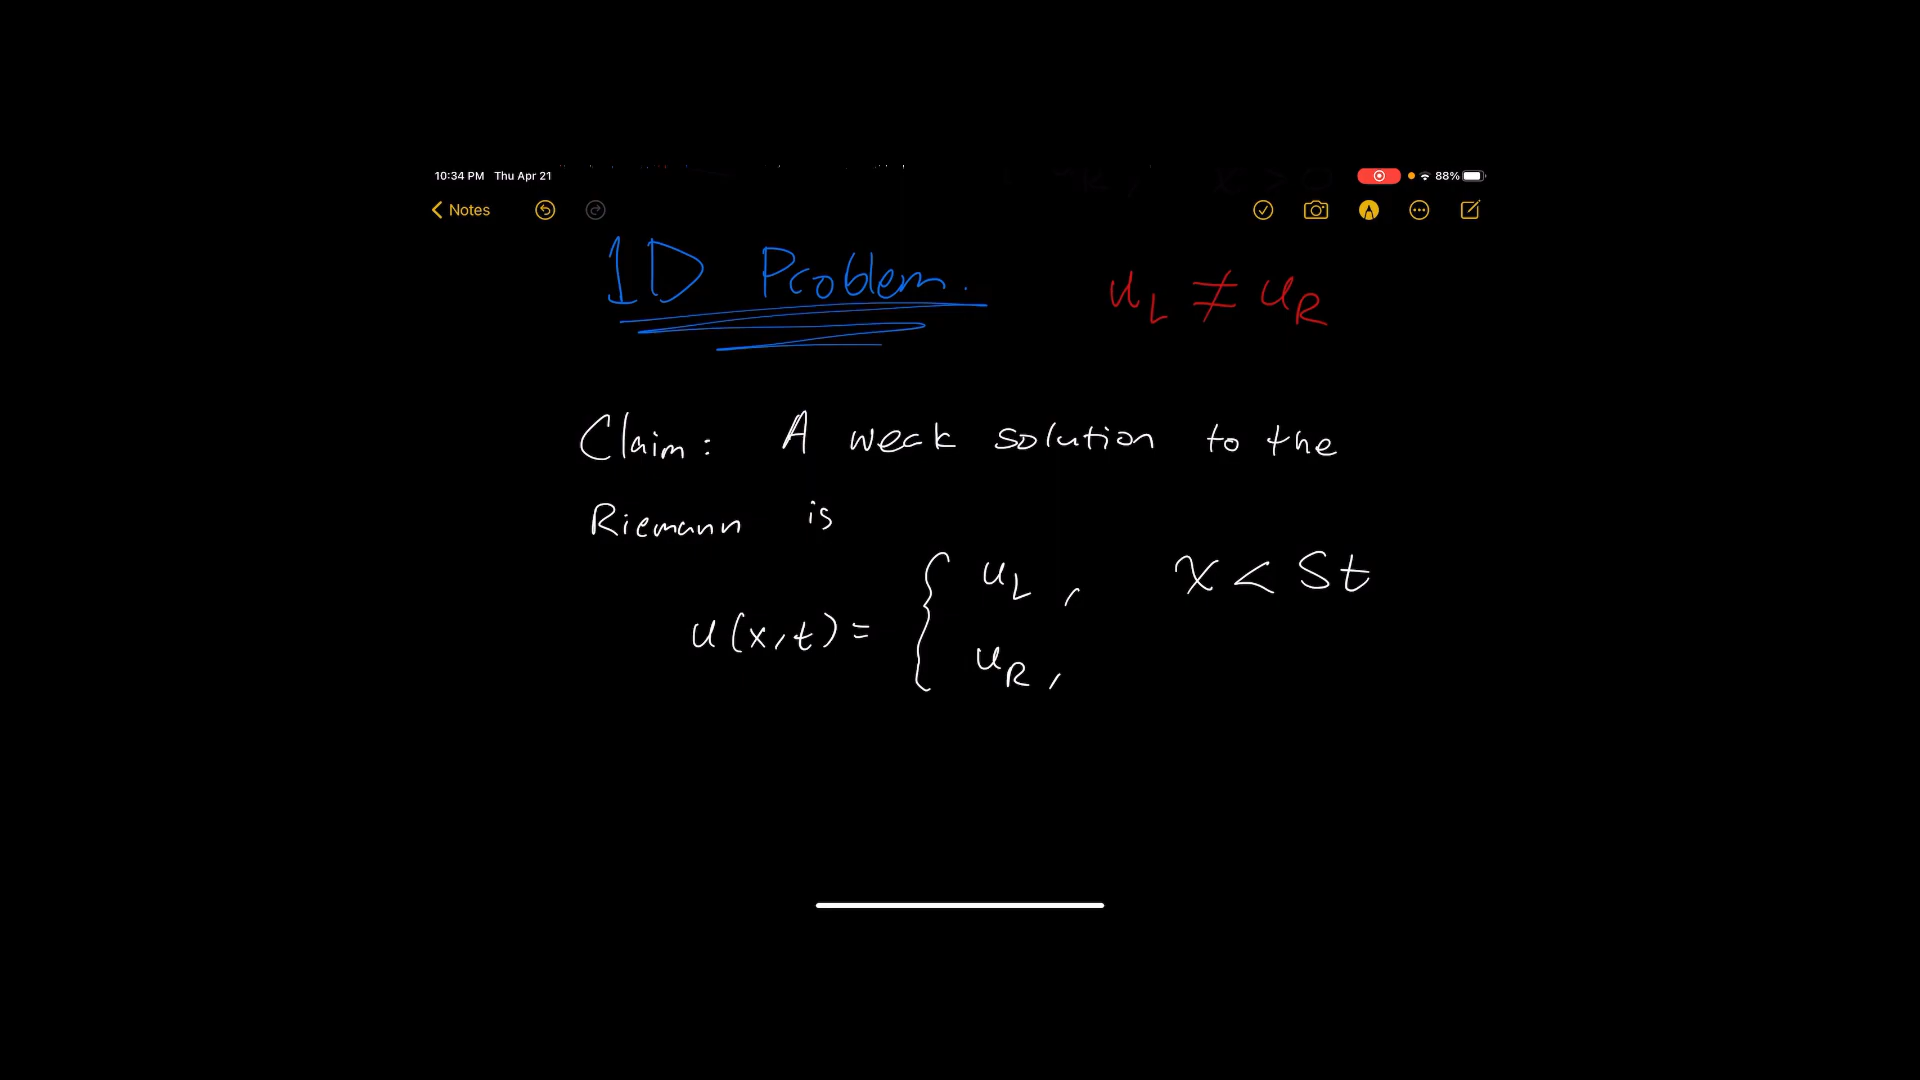 10:34 PM Thu Apr 21 88%
Notes
1D Problem. u_L ≠ u_R
Claim: A weak solution to the
Riemann is
u(x,t) = { u_L, x < St
u_R,